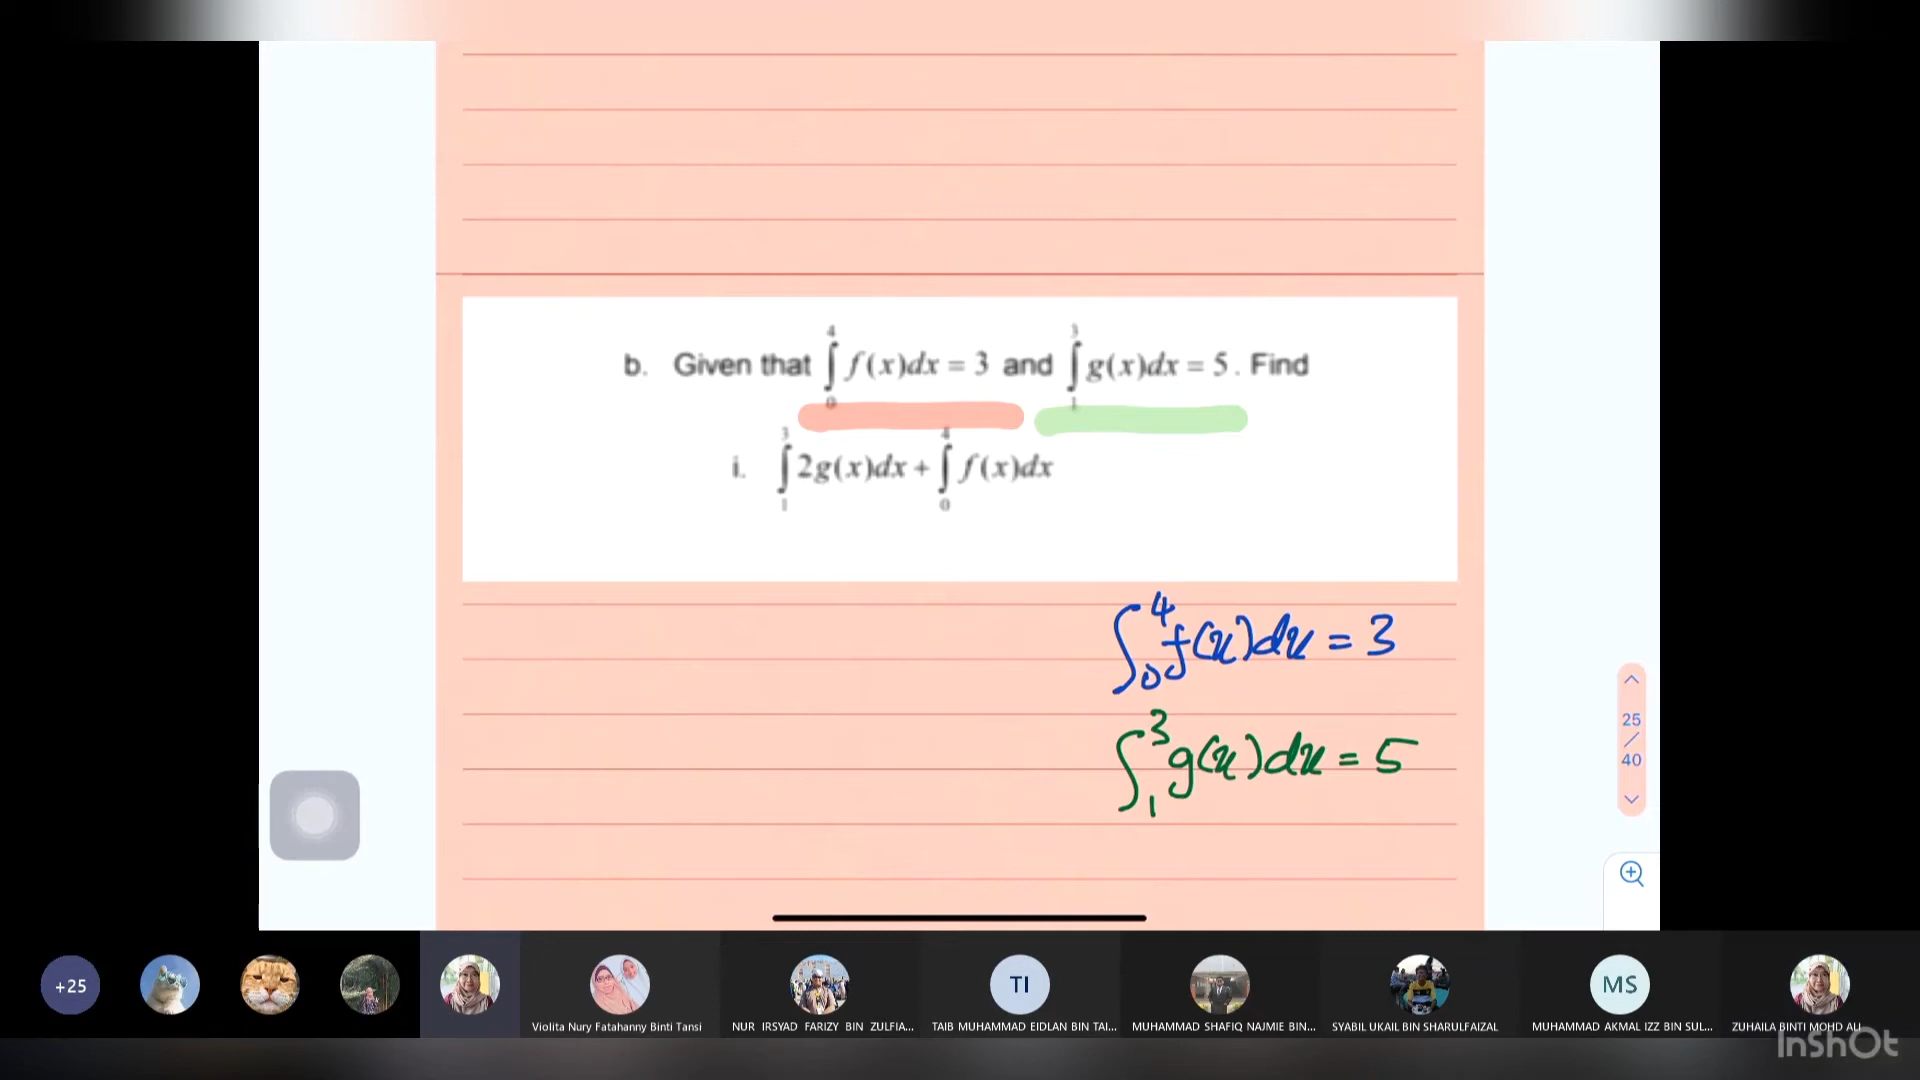 b. Given that ∫₀⁴ f(x)dx = 3 and ∫₁³ g(x)dx = 5. Find
i. ∫₁³ 2g(x)dx + ∫₀⁴ f(x)dx
∫₀⁴ f(x)dx = 3
∫₁³ g(x)dx = 5
25
/
40
+25
TI
MS
Violita Nury Fatahanny Binti Tansi
NUR IRSYAD FARIZY BIN ZULFIA...
TAIB MUHAMMAD EIDLAN BIN TAI...
MUHAMMAD SHAFIQ NAJMIE BIN...
SYABIL UKAIL BIN SHARULFAIZAL
MUHAMMAD AKMAL IZZ BIN SUL...
ZUHAILA BINTI MOHD ALI
InShOt